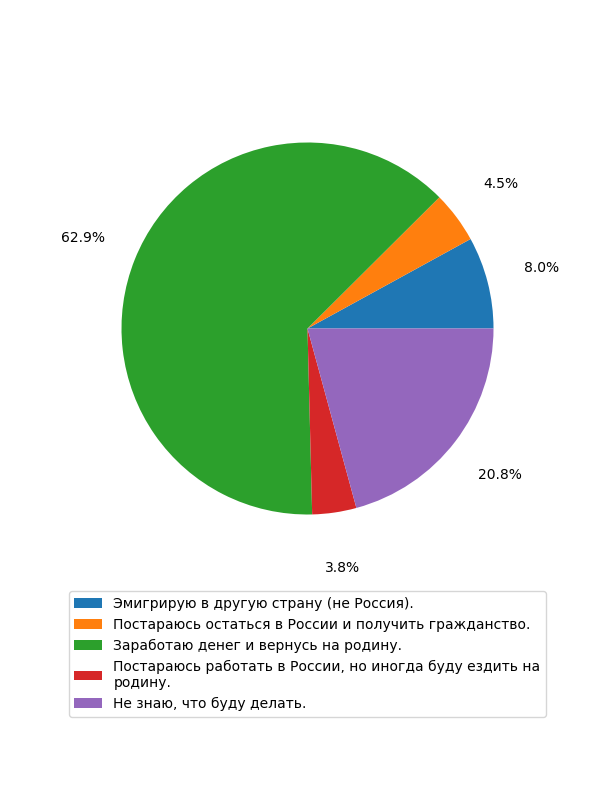 4.5%
62.9%
8.0%
20.8%
3.8%
Эмигрирую в другую страну (не Россия).
Постараюсь остаться в России и получить гражданство.
Заработаю денег и вернусь на родину.
Постараюсь работать в России, но иногда буду ездить на
родину.
Не знаю, что буду делать.